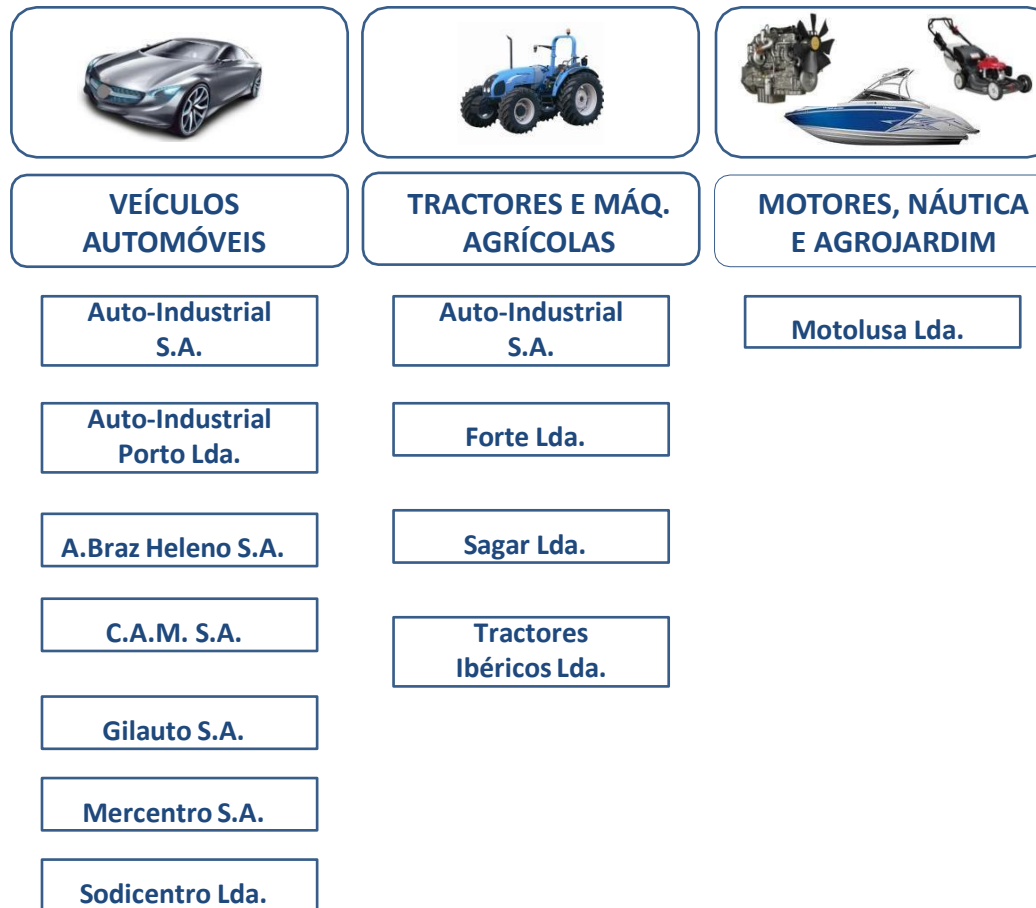 VEÍCULOS
AUTOMÓVEIS
Auto-Industrial
S.A.
Auto-Industrial
Porto Lda.
A.Braz Heleno S.A.
C.A.M. S.A.
Gilauto S.A.
Mercentro S.A.
Sodicentro Lda.
TRACTORES E MÁQ.
AGRÍCOLAS
Auto-Industrial
S.A.
Forte Lda.
Sagar Lda.
Tractores
Ibéricos Lda.
MOTORES, NÁUTICA
E AGROJARDIM
Motolusa Lda.